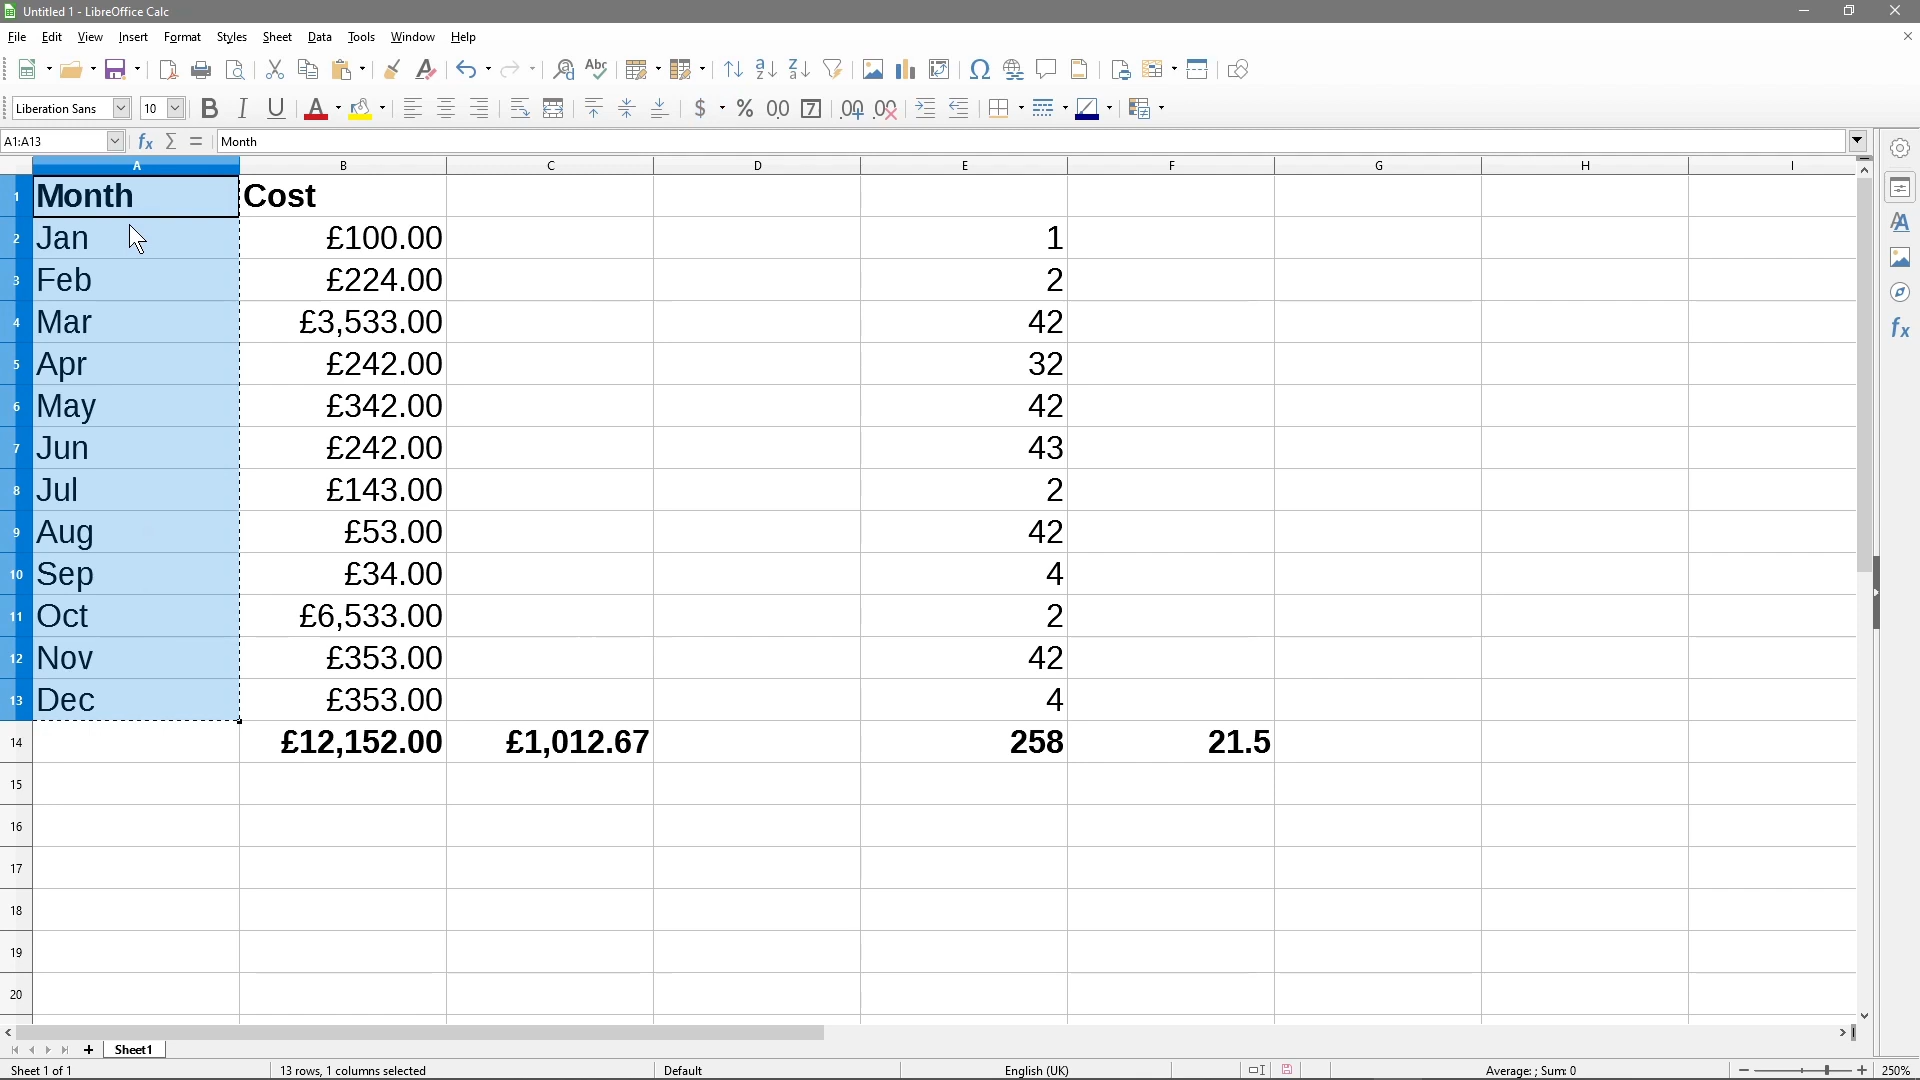 Untitled 1 - LibreOffice Calc
File Edit View Insert Format Styles Sheet Data Tools Window Help
Liberation Sans 10
A1:A13 Month
A B C D E F G H I
1 Month Cost
2 Jan £100.00 1
3 Feb £224.00 2
4 Mar £3,533.00 42
5 Apr £242.00 32
6 May £342.00 42
7 Jun £242.00 43
8 Jul £143.00 2
9 Aug £53.00 42
10 Sep £34.00 4
11 Oct £6,533.00 2
12 Nov £353.00 42
13 Dec £353.00 4
14 £12,152.00 £1,012.67 258 21.5
15
16
17
18
19
20
Sheet1
Sheet 1 of 1 13 rows, 1 columns selected Default English (UK) Average: ; Sum: 0 250%